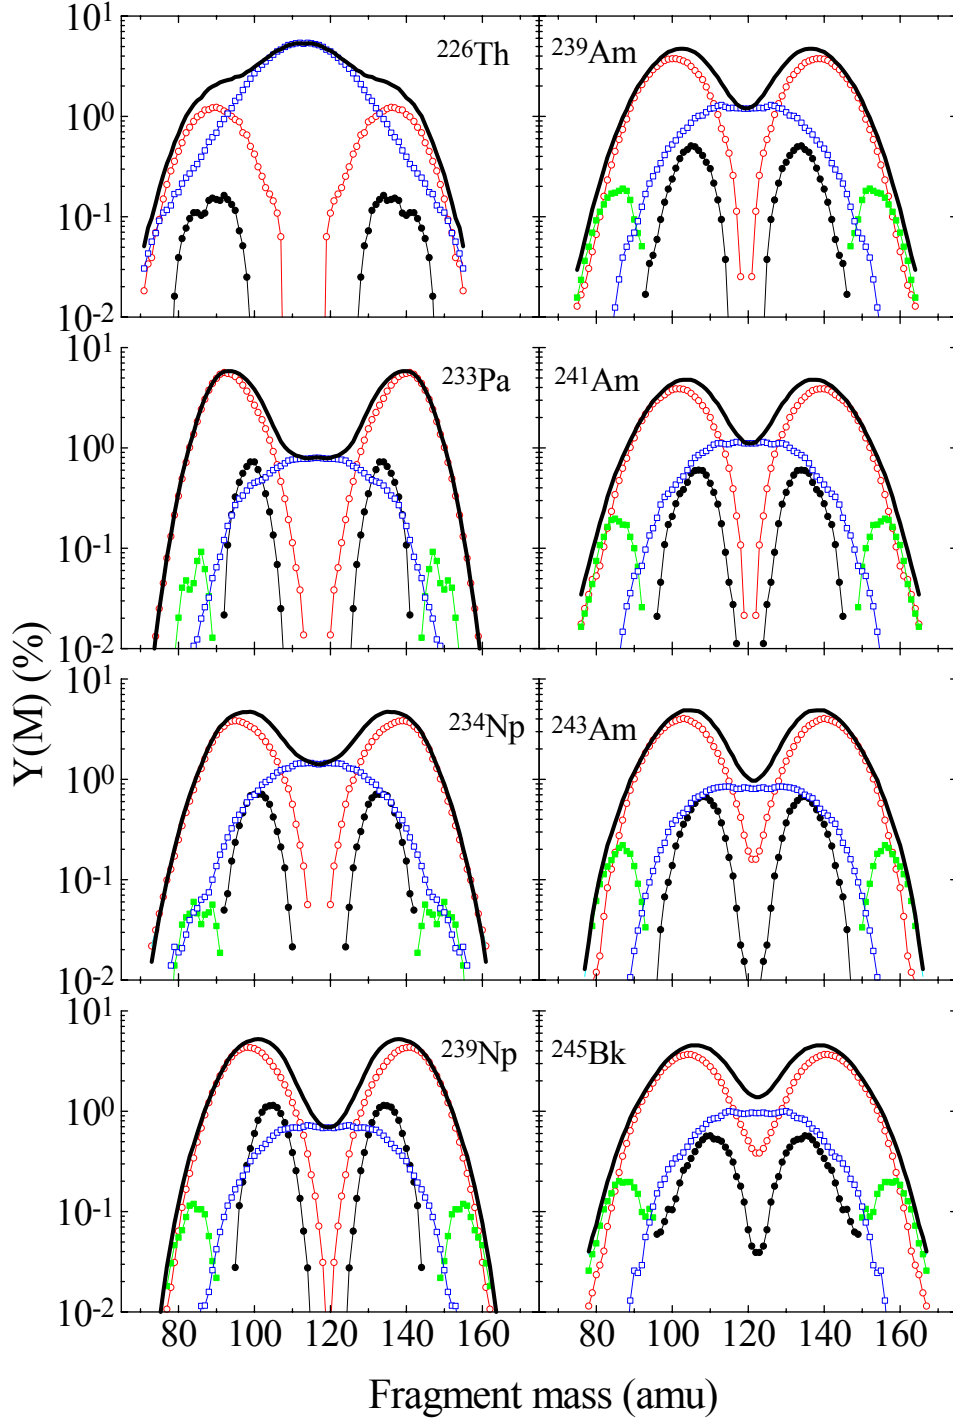 10¹
²²⁶Th
²³⁹Am
10⁰
10⁻¹
10⁻²
10¹
²³³Pa
²⁴¹Am
10⁰
10⁻¹
10⁻²
10¹
²³⁴Np
²⁴³Am
10⁰
10⁻¹
10⁻²
10¹
²³⁹Np
²⁴⁵Bk
10⁰
10⁻¹
10⁻²
80 100 120 140 160 80 100 120 140 160
Y(M) (%)
Fragment mass (amu)